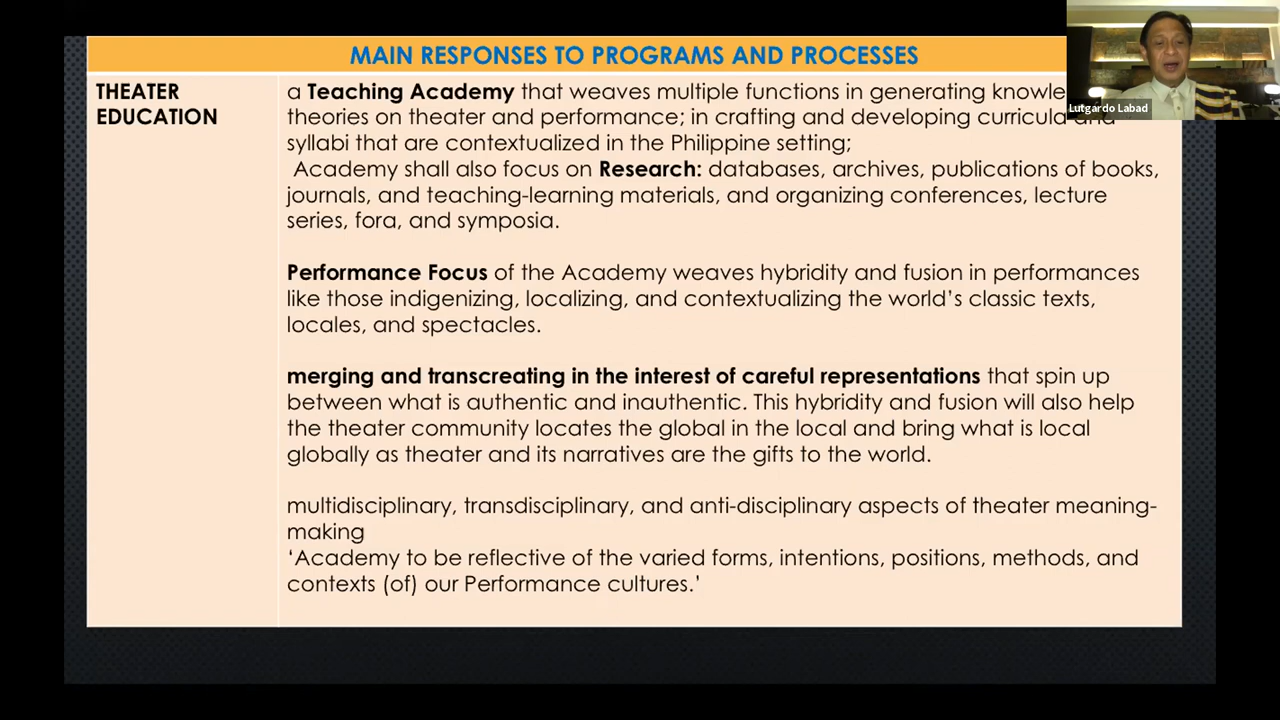 MAIN RESPONSES TO PROGRAMS AND PROCESSES
THEATER
EDUCATION
a Teaching Academy that weaves multiple functions in generating
theories on theater and performance; in crafting and developing curricula and
syllabi that are contextualized in the Philippine setting;
Academy shall also focus on Research: databases, archives, publications of books,
journals, and teaching-learning materials, and organizing conferences, lecture
series, fora, and symposia.
Performance Focus of the Academy weaves hybridity and fusion in performances
like those indigenizing, localizing, and contextualizing the world's classic texts,
locales, and spectacles.
merging and transcreating in the interest of careful representations that spin up
between what is authentic and inauthentic. This hybridity and fusion will also help
the theater community locates the global in the local and bring what is local
globally as theater and its narratives are the gifts to the world.
multidisciplinary, transdisciplinary, and anti-disciplinary aspects of theater meaning-
making
‘Academy to be reflective of the varied forms, intentions, positions, methods, and
contexts (of) our Performance cultures.'
Lutgardo Labad